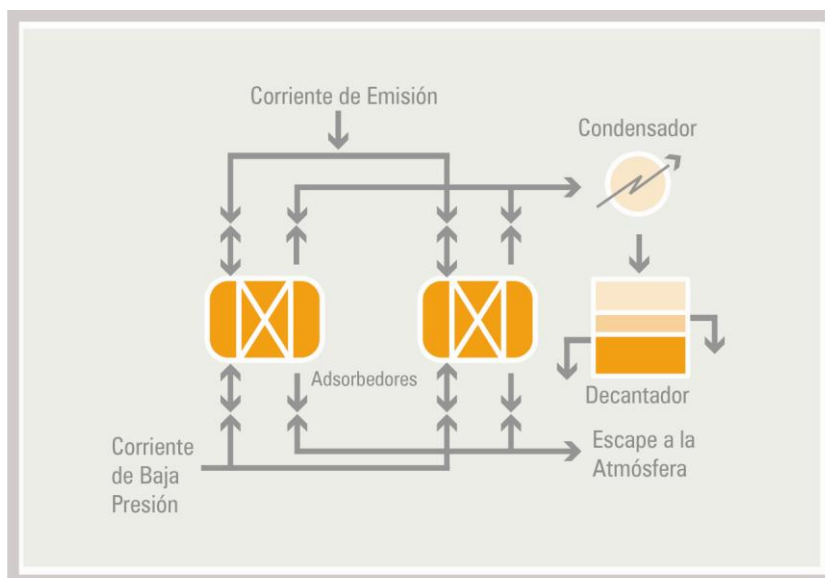 Corriente de Emisión
Condensador
Adsorbedores
Decantador
Corriente
de Baja
Presión
Escape a la
Atmósfera